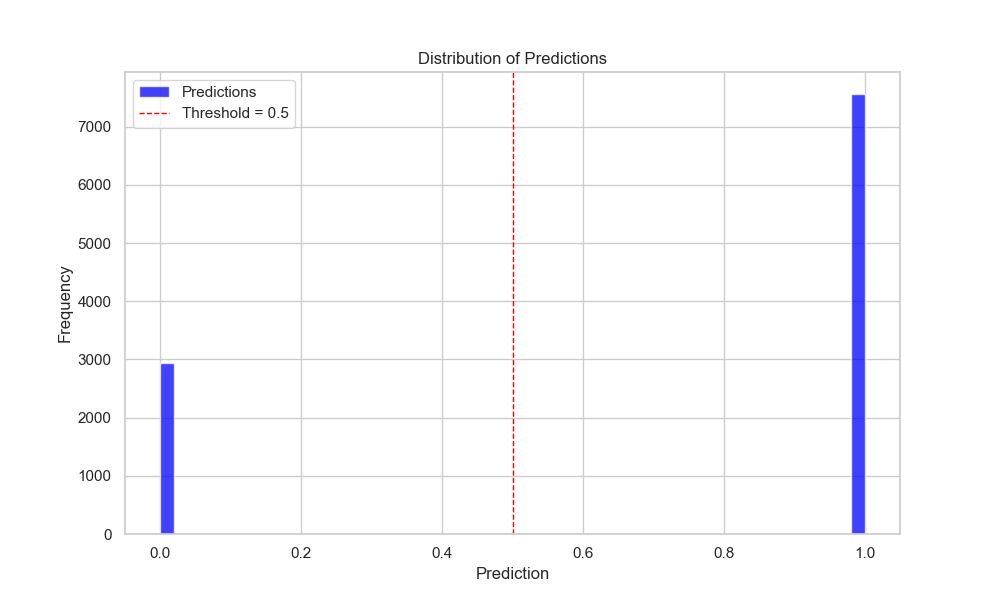 Distribution of Predictions
Predictions
Threshold = 0.5
7000
6000
5000
4000
3000
2000
1000
0
Frequency
0.0 0.2 0.4 0.6 0.8 1.0
Prediction